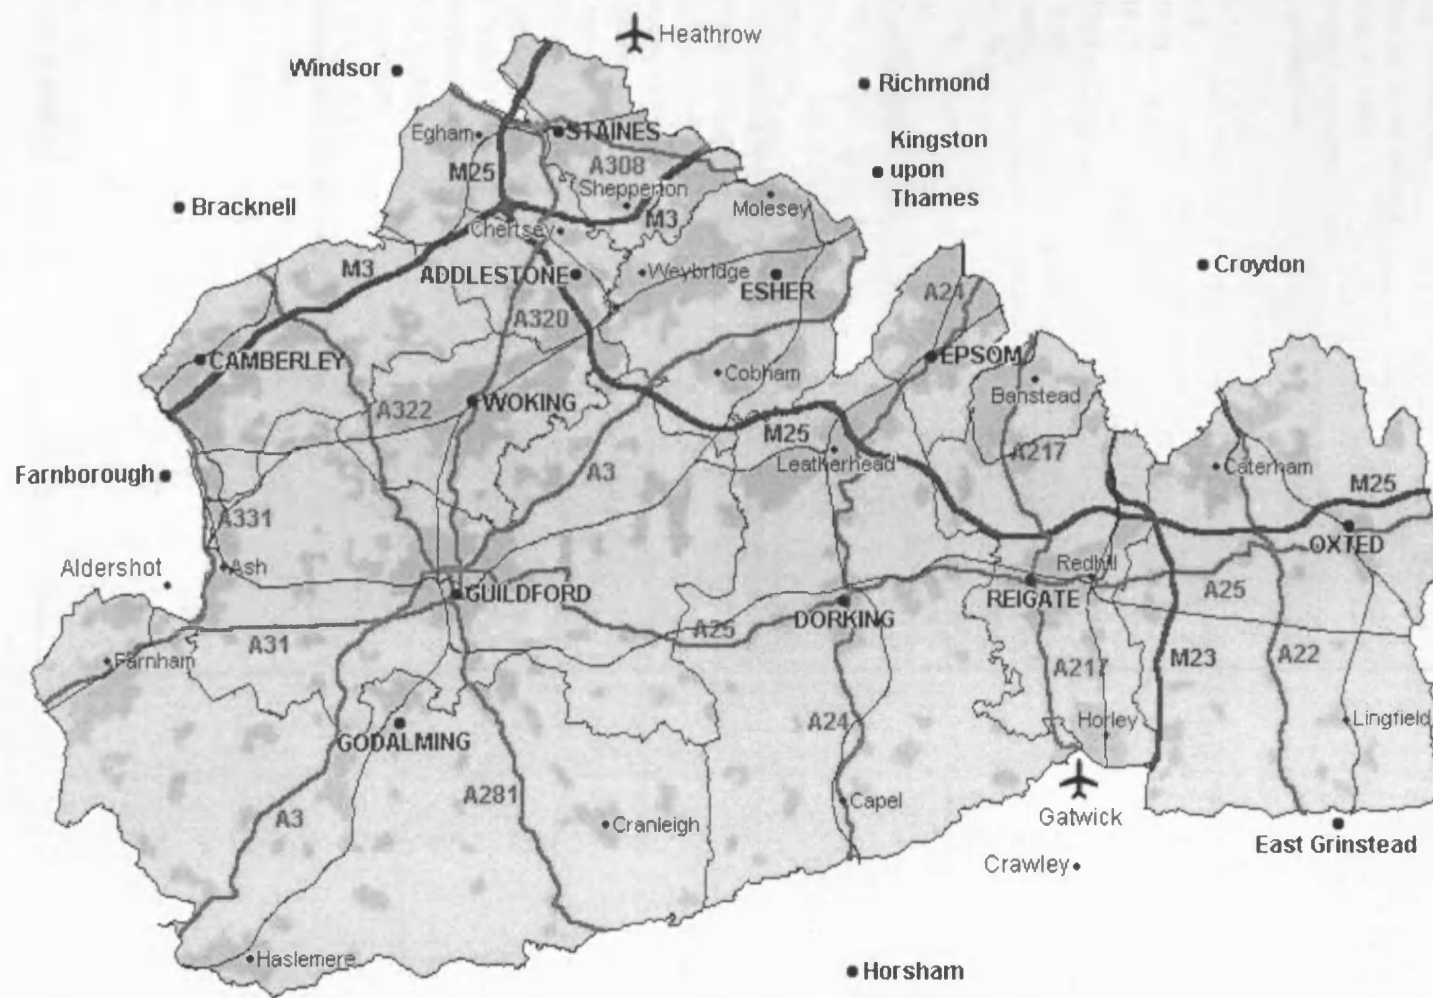 Heathrow
Windsor
Richmond
Egham
STAINES
Kingston
upon
Thames
M25
A308
Shepperton
Bracknell
Molesey
M3
Chertsey
M3
ADDLESTONE
Weybridge
ESHER
Croydon
A24
A320
CAMBERLEY
EPSOM
Cobham
Banstead
A322
WOKING
M25
A217
Leatherhead
Caterham
Farnborough
A3
M25
A331
OXTED
Aldershot
Ash
Redhill
GUILDFORD
REIGATE
A25
DORKING
A25
A31
Farnham
A217
M23
A22
GODALMING
A24
Horley
Lingfield
A281
Capel
A3
Cranleigh
Gatwick
East Grinstead
Crawley
Haslemere
Horsham